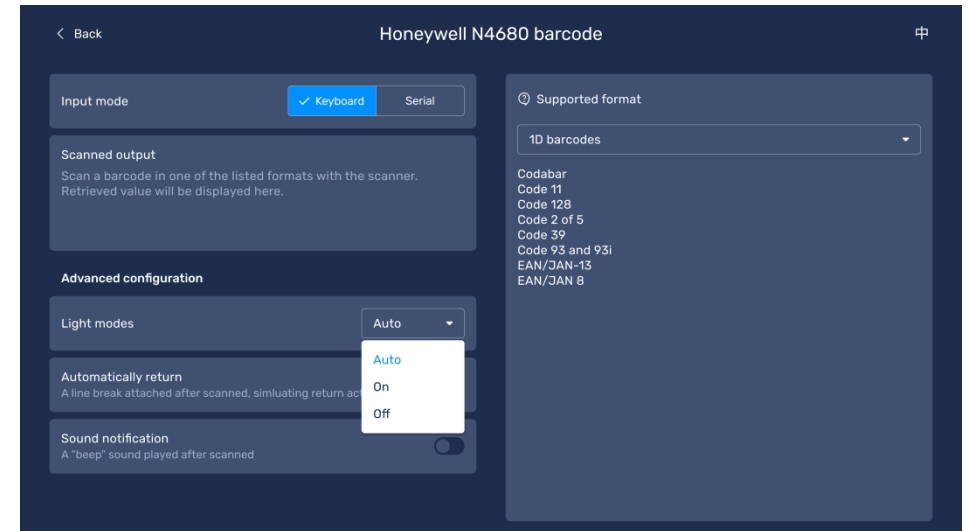 Back
Honeywell N4680 barcode
中
Input mode
Keyboard
Serial
Scanned output
Scan a barcode in one of the listed formats with the scanner.
Retrieved value will be displayed here.
Advanced configuration
Light modes
Auto
Auto
On
Off
Automatically return
A line break attached after scanned, simluating return ac
Sound notification
A "beep" sound played after scanned
Supported format
1D barcodes
Codabar
Code 11
Code 128
Code 2 of 5
Code 39
Code 93 and 93i
EAN/JAN-13
EAN/JAN 8